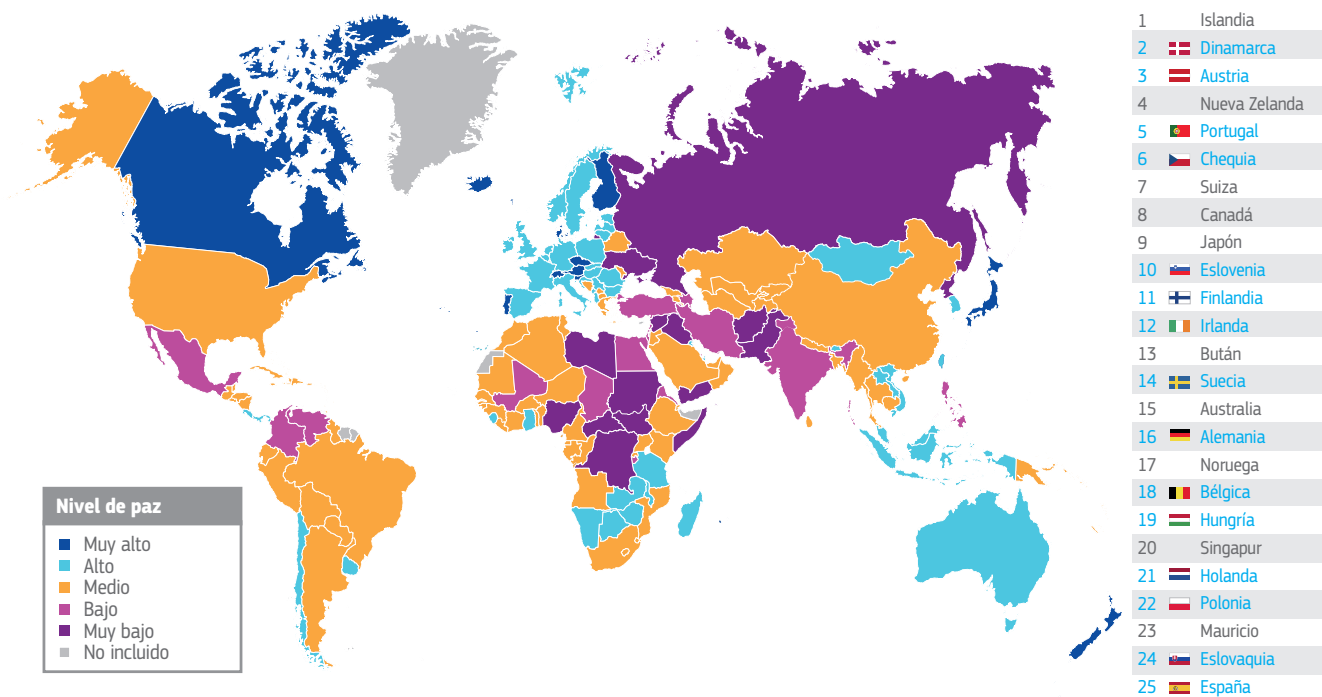 1 Islandia
2 Dinamarca
3 Austria
4 Nueva Zelanda
5 Portugal
6 Chequia
7 Suiza
8 Canadá
9 Japón
10 Eslovenia
11 Finlandia
12 Irlanda
13 Bután
14 Suecia
15 Australia
16 Alemania
17 Noruega
18 Bélgica
19 Hungría
20 Singapur
21 Holanda
22 Polonia
23 Mauricio
24 Eslovaquia
25 España
Nivel de paz
Muy alto
Alto
Medio
Bajo
Muy bajo
No incluido